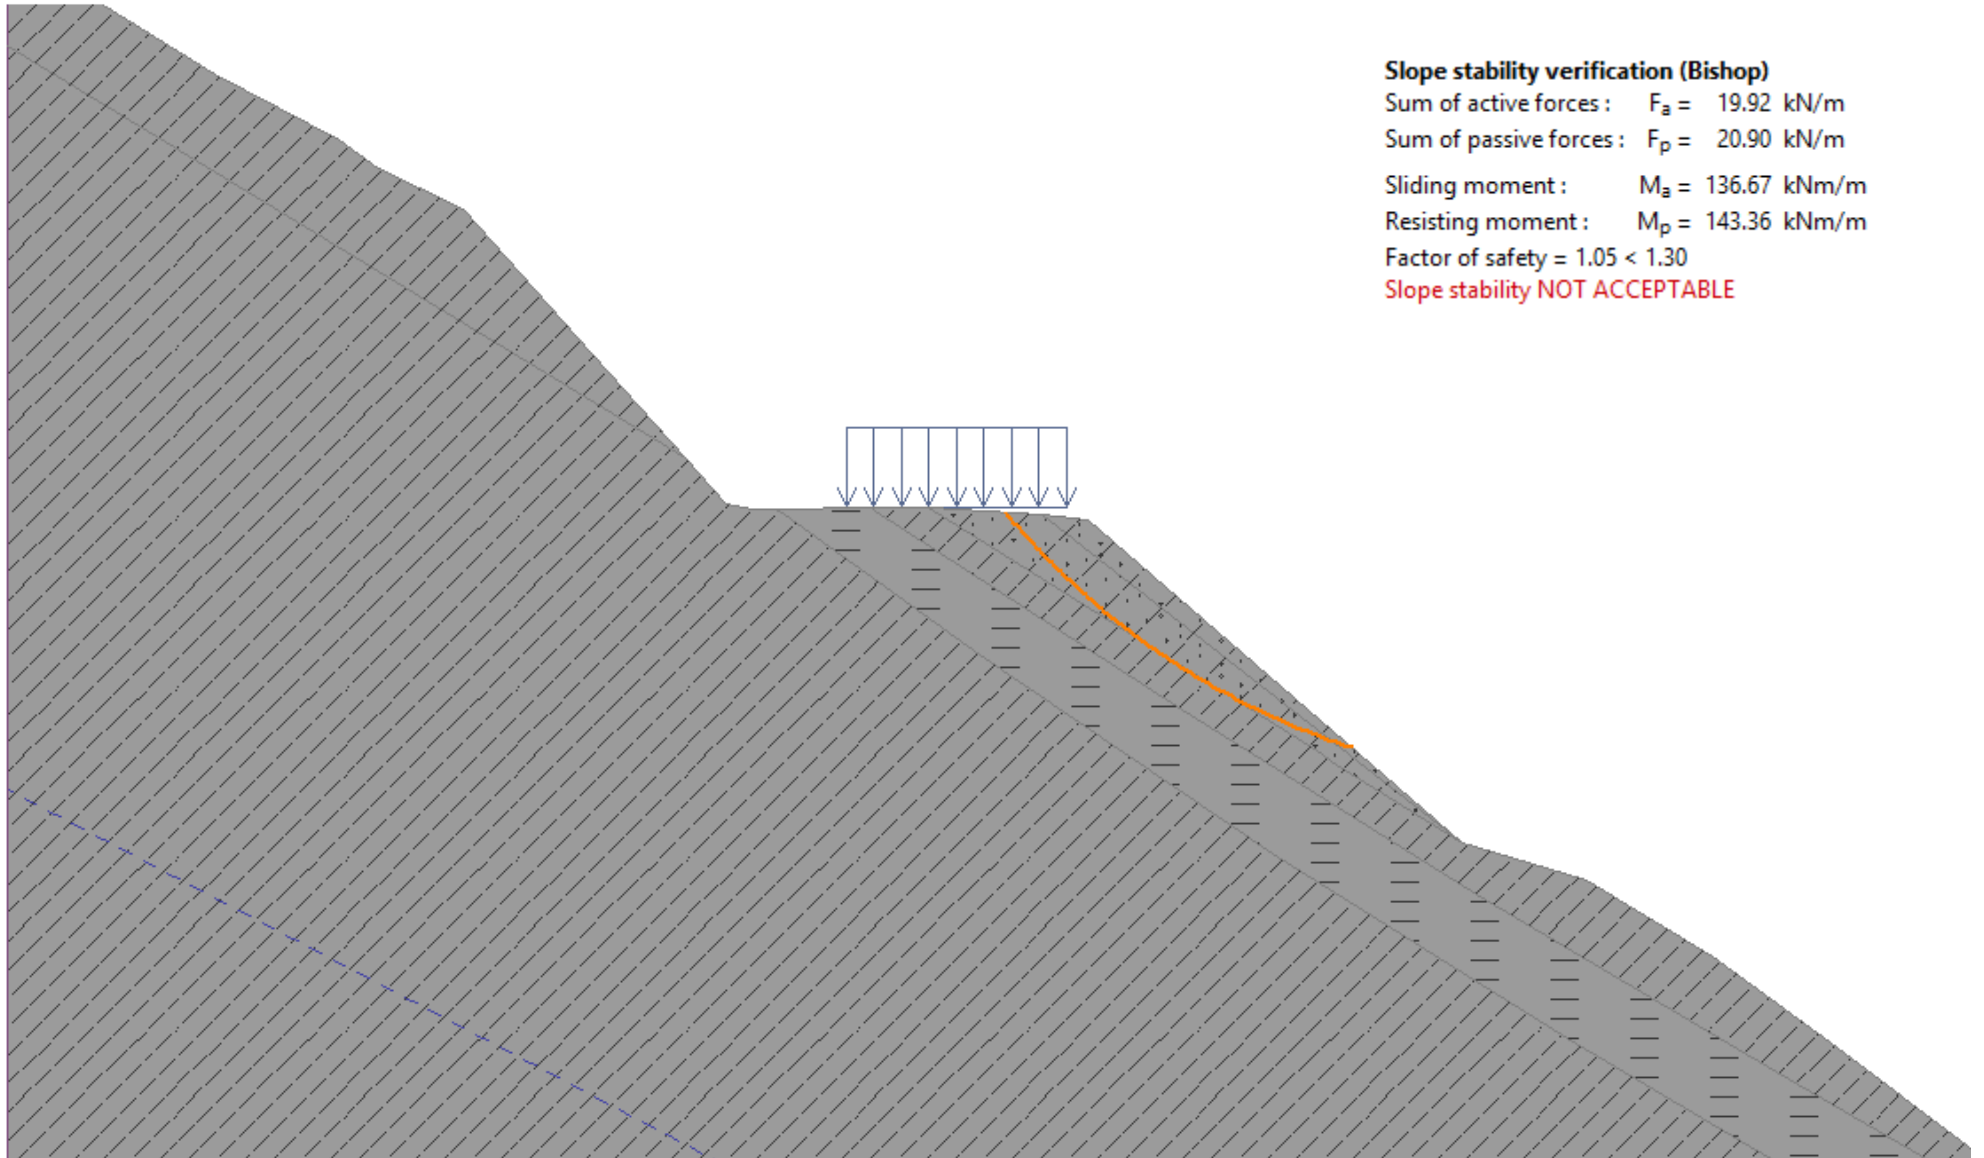 Slope stability verification (Bishop)
Sum of active forces : Fa = 19.92 kN/m
Sum of passive forces : Fp = 20.90 kN/m
Sliding moment : Ma = 136.67 kNm/m
Resisting moment : Mp = 143.36 kNm/m
Factor of safety = 1.05 < 1.30
Slope stability NOT ACCEPTABLE